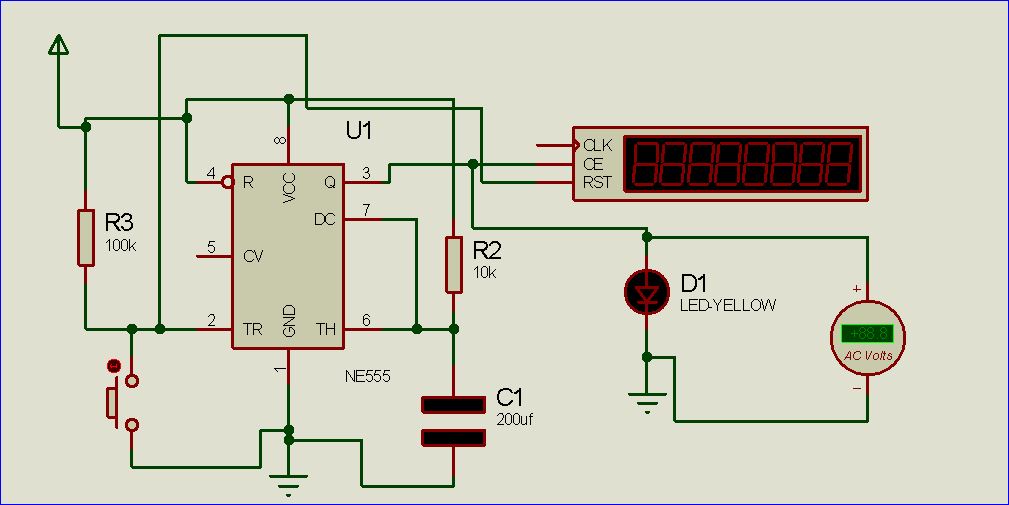 U1
8
4
R
VCC
Q
3
CLK
CE
RST
88888888
7
DC
R3
100k
5
CV
R2
10k
D1
LED-YELLOW
+
+88.8
AC Volts
−
2
TR
GND
TH
6
1
NE555
C1
200uf